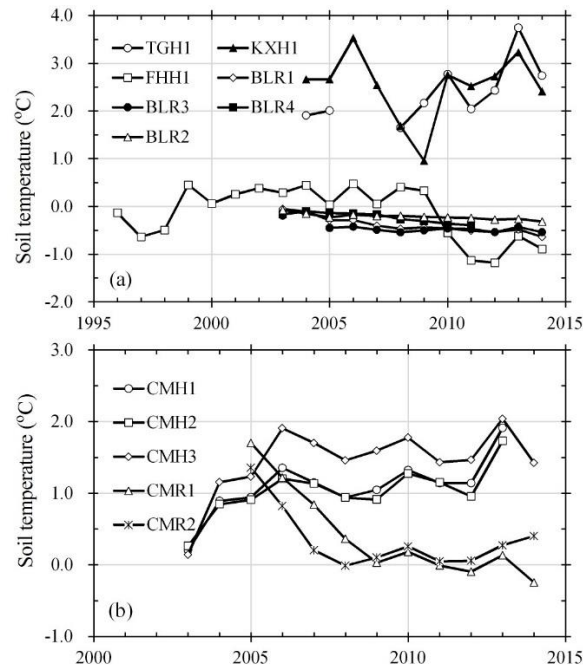 4.0
TGH1 KXH1
FHH1 BLR1
BLR3 BLR4
BLR2
3.0
2.0
1.0
0.0
-1.0
-2.0
Soil temperature (°C)
(a)
1995 2000 2005 2010 2015
3.0
CMH1
CMH2
CMH3
CMR1
CMR2
2.0
1.0
0.0
-1.0
Soil temperature (°C)
(b)
2000 2005 2010 2015